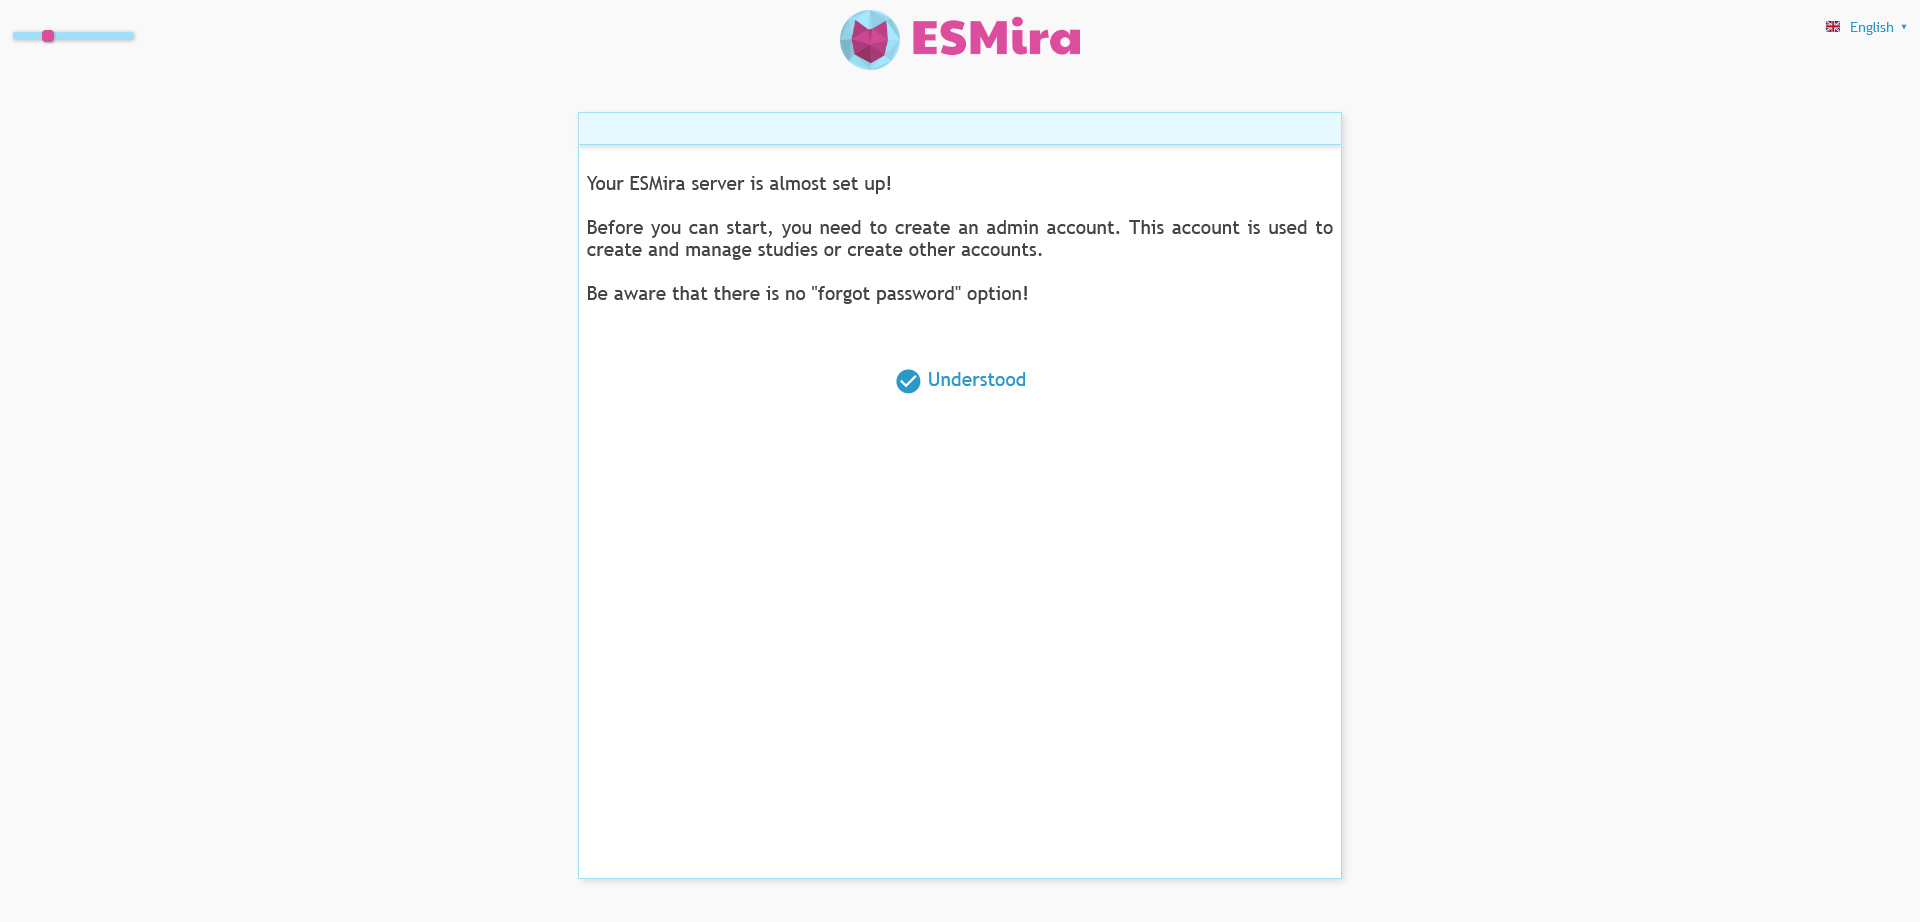 ESMira
English
Your ESMira server is almost set up!
Before you can start, you need to create an admin account. This account is used to
create and manage studies or create other accounts.
Be aware that there is no "forgot password" option!
Understood